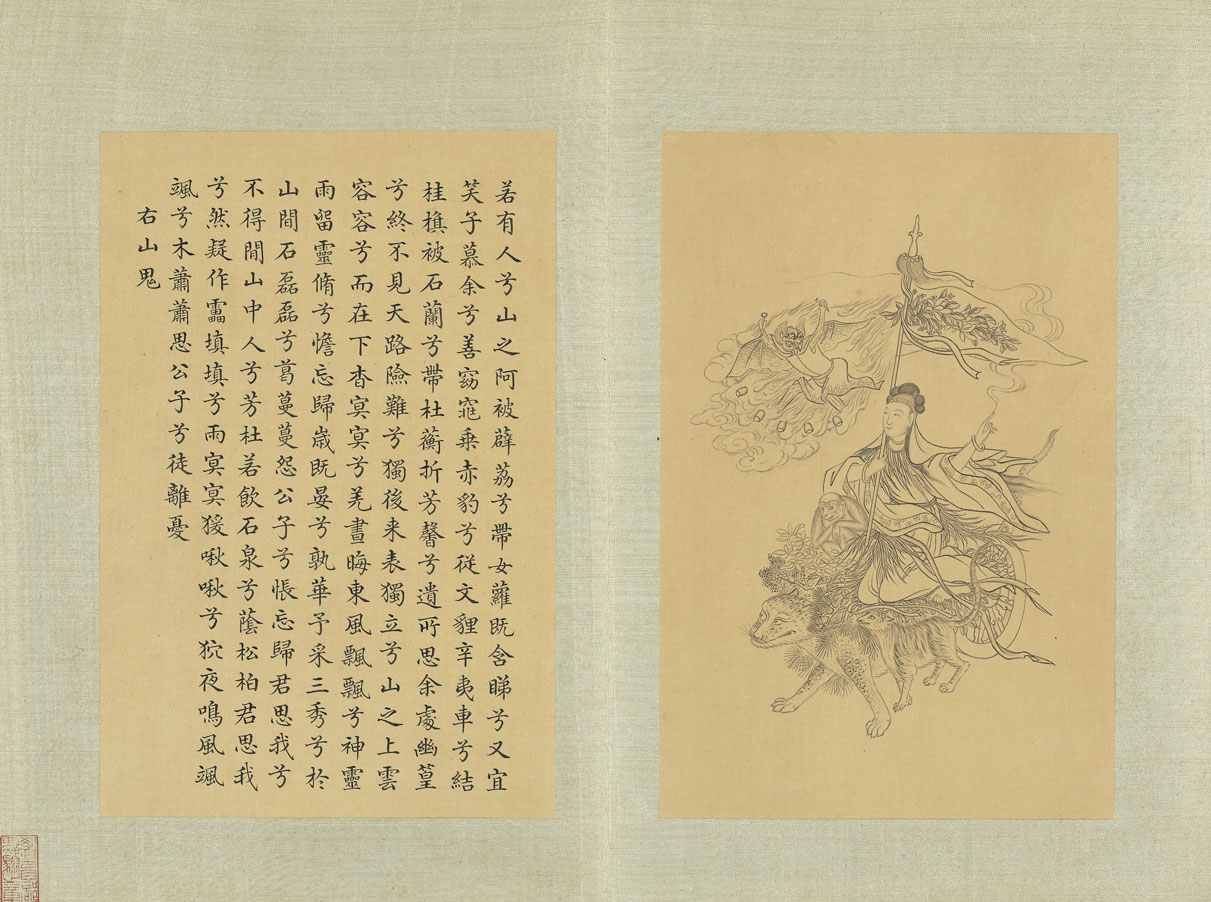 若有人兮山之阿被薜荔兮帶女蘿既含睇兮又宜
笑子慕余兮善窈窕乗赤豹兮從文貍辛夷車兮結
桂旗被石蘭兮帶杜蘅折芳馨兮遺所思余處幽篁
兮終不見天路險難兮獨後来表獨立兮山之上雲
容容兮而在下杳冥冥兮羌晝晦東風飄飄兮神靈
雨留靈脩兮憺忘歸歲既晏兮孰華予采三秀兮於
山間石磊磊兮葛蔓蔓怨公子兮悵忘歸君思我兮
不得間山中人兮芳杜若飲石泉兮蔭松柏君思我
兮然疑作靁填填兮雨冥冥猨啾啾兮狖夜鳴風颯
颯兮木蕭蕭思公子兮徒離憂
右山鬼